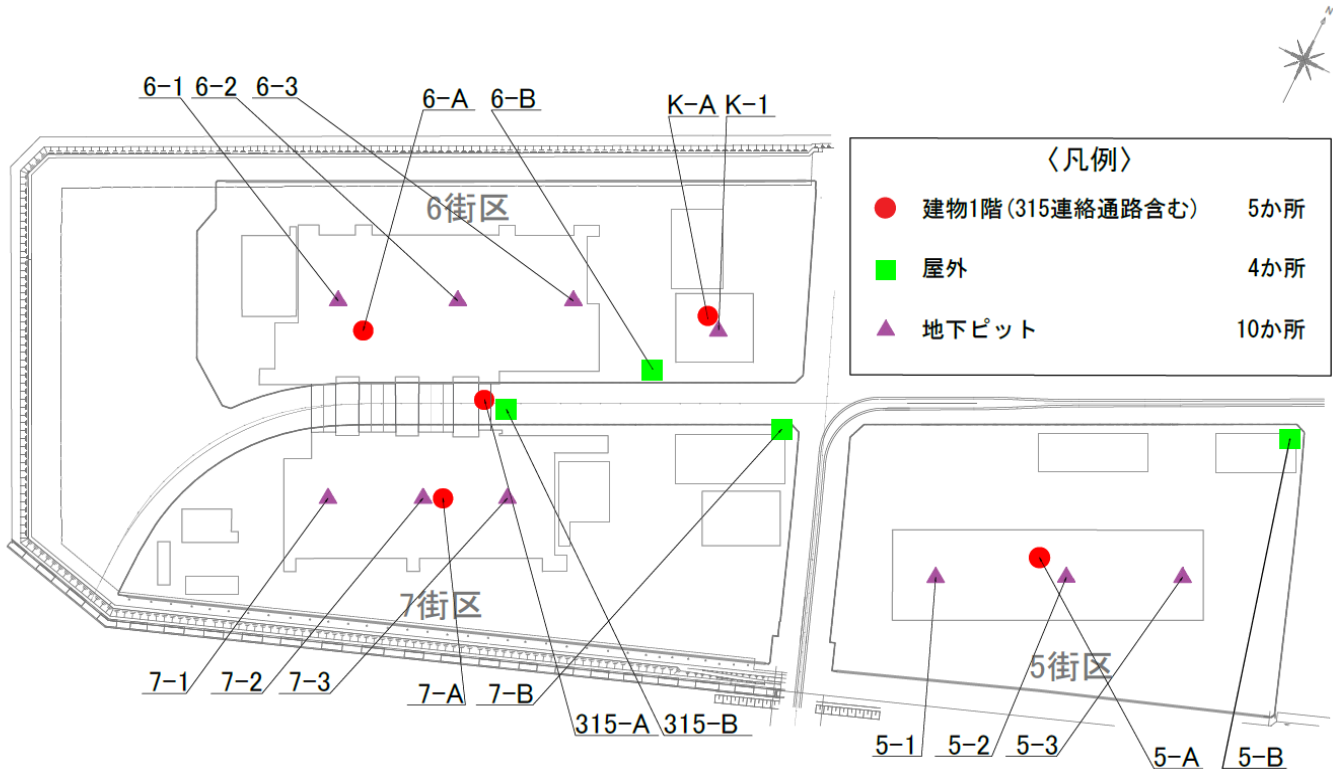 N
6-1 6-2 6-3 6-A 6-B K-A K-1
〈凡例〉
建物1階(315連絡通路含む) 5か所
屋外 4か所
地下ピット 10か所
6街区
7街区
5街区
7-1 7-2 7-3 7-A 7-B
315-A 315-B
5-1 5-2 5-3 5-A 5-B